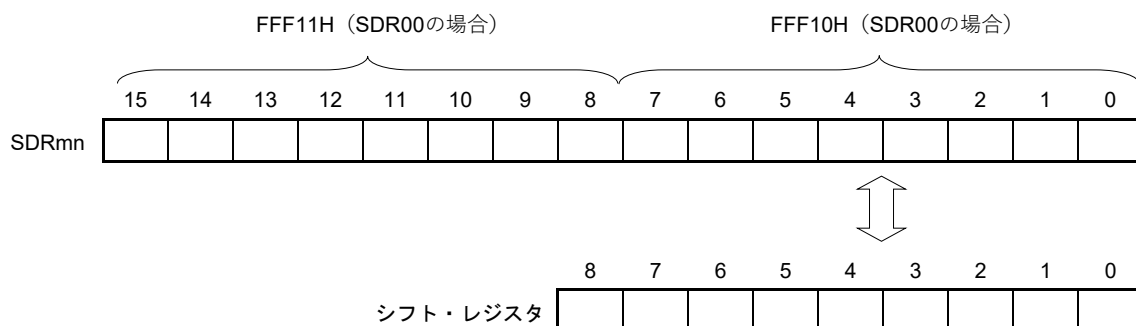 FFF11H（SDR00の場合） FFF10H（SDR00の場合）
15 14 13 12 11 10 9 8 7 6 5 4 3 2 1 0
SDRmn
8 7 6 5 4 3 2 1 0
シフト・レジスタ